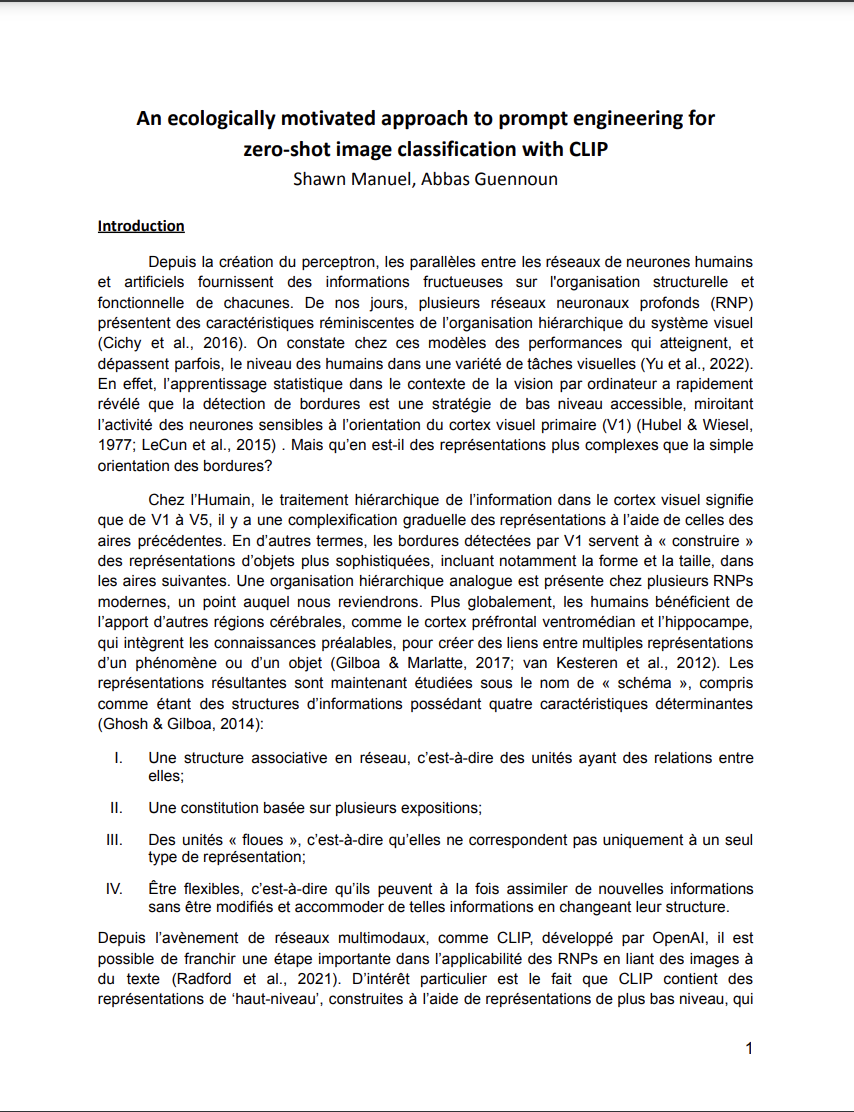 An ecologically motivated approach to prompt engineering for
zero-shot image classification with CLIP
Shawn Manuel, Abbas Guennoun
Introduction
Depuis la création du perceptron, les parallèles entre les réseaux de neurones humains
et artificiels fournissent des informations fructueuses sur l'organisation structurelle et
fonctionnelle de chacunes. De nos jours, plusieurs réseaux neuronaux profonds (RNP)
présentent des caractéristiques réminiscentes de l’organisation hiérarchique du système visuel
(Cichy et al., 2016). On constate chez ces modèles des performances qui atteignent, et
dépassent parfois, le niveau des humains dans une variété de tâches visuelles (Yu et al., 2022).
En effet, l’apprentissage statistique dans le contexte de la vision par ordinateur a rapidement
révélé que la détection de bordures est une stratégie de bas niveau accessible, miroitant
l’activité des neurones sensibles à l’orientation du cortex visuel primaire (V1) (Hubel & Wiesel,
1977; LeCun et al., 2015) . Mais qu’en est-il des représentations plus complexes que la simple
orientation des bordures?
Chez l’Humain, le traitement hiérarchique de l’information dans le cortex visuel signifie
que de V1 à V5, il y a une complexification graduelle des représentations à l’aide de celles des
aires précédentes. En d’autres termes, les bordures détectées par V1 servent à « construire »
des représentations d’objets plus sophistiquées, incluant notamment la forme et la taille, dans
les aires suivantes. Une organisation hiérarchique analogue est présente chez plusieurs RNPs
modernes, un point auquel nous reviendrons. Plus globalement, les humains bénéficient de
l’apport d’autres régions cérébrales, comme le cortex préfrontal ventromédian et l’hippocampe,
qui intègrent les connaissances préalables, pour créer des liens entre multiples représentations
d’un phénomène ou d’un objet (Gilboa & Marlatte, 2017; van Kesteren et al., 2012). Les
représentations résultantes sont maintenant étudiées sous le nom de « schéma », compris
comme étant des structures d’informations possédant quatre caractéristiques déterminantes
(Ghosh & Gilboa, 2014):
I. Une structure associative en réseau, c’est-à-dire des unités ayant des relations entre
elles;
II. Une constitution basée sur plusieurs expositions;
III. Des unités « floues », c’est-à-dire qu’elles ne correspondent pas uniquement à un seul
type de représentation;
IV. Être flexibles, c’est-à-dire qu’ils peuvent à la fois assimiler de nouvelles informations
sans être modifiés et accommoder de telles informations en changeant leur structure.
Depuis l’avènement de réseaux multimodaux, comme CLIP, développé par OpenAI, il est
possible de franchir une étape importante dans l’applicabilité des RNPs en liant des images à
du texte (Radford et al., 2021). D’intérêt particulier est le fait que CLIP contient des
représentations de ‘haut-niveau’, construites à l’aide de représentations de plus bas niveau, qui
1